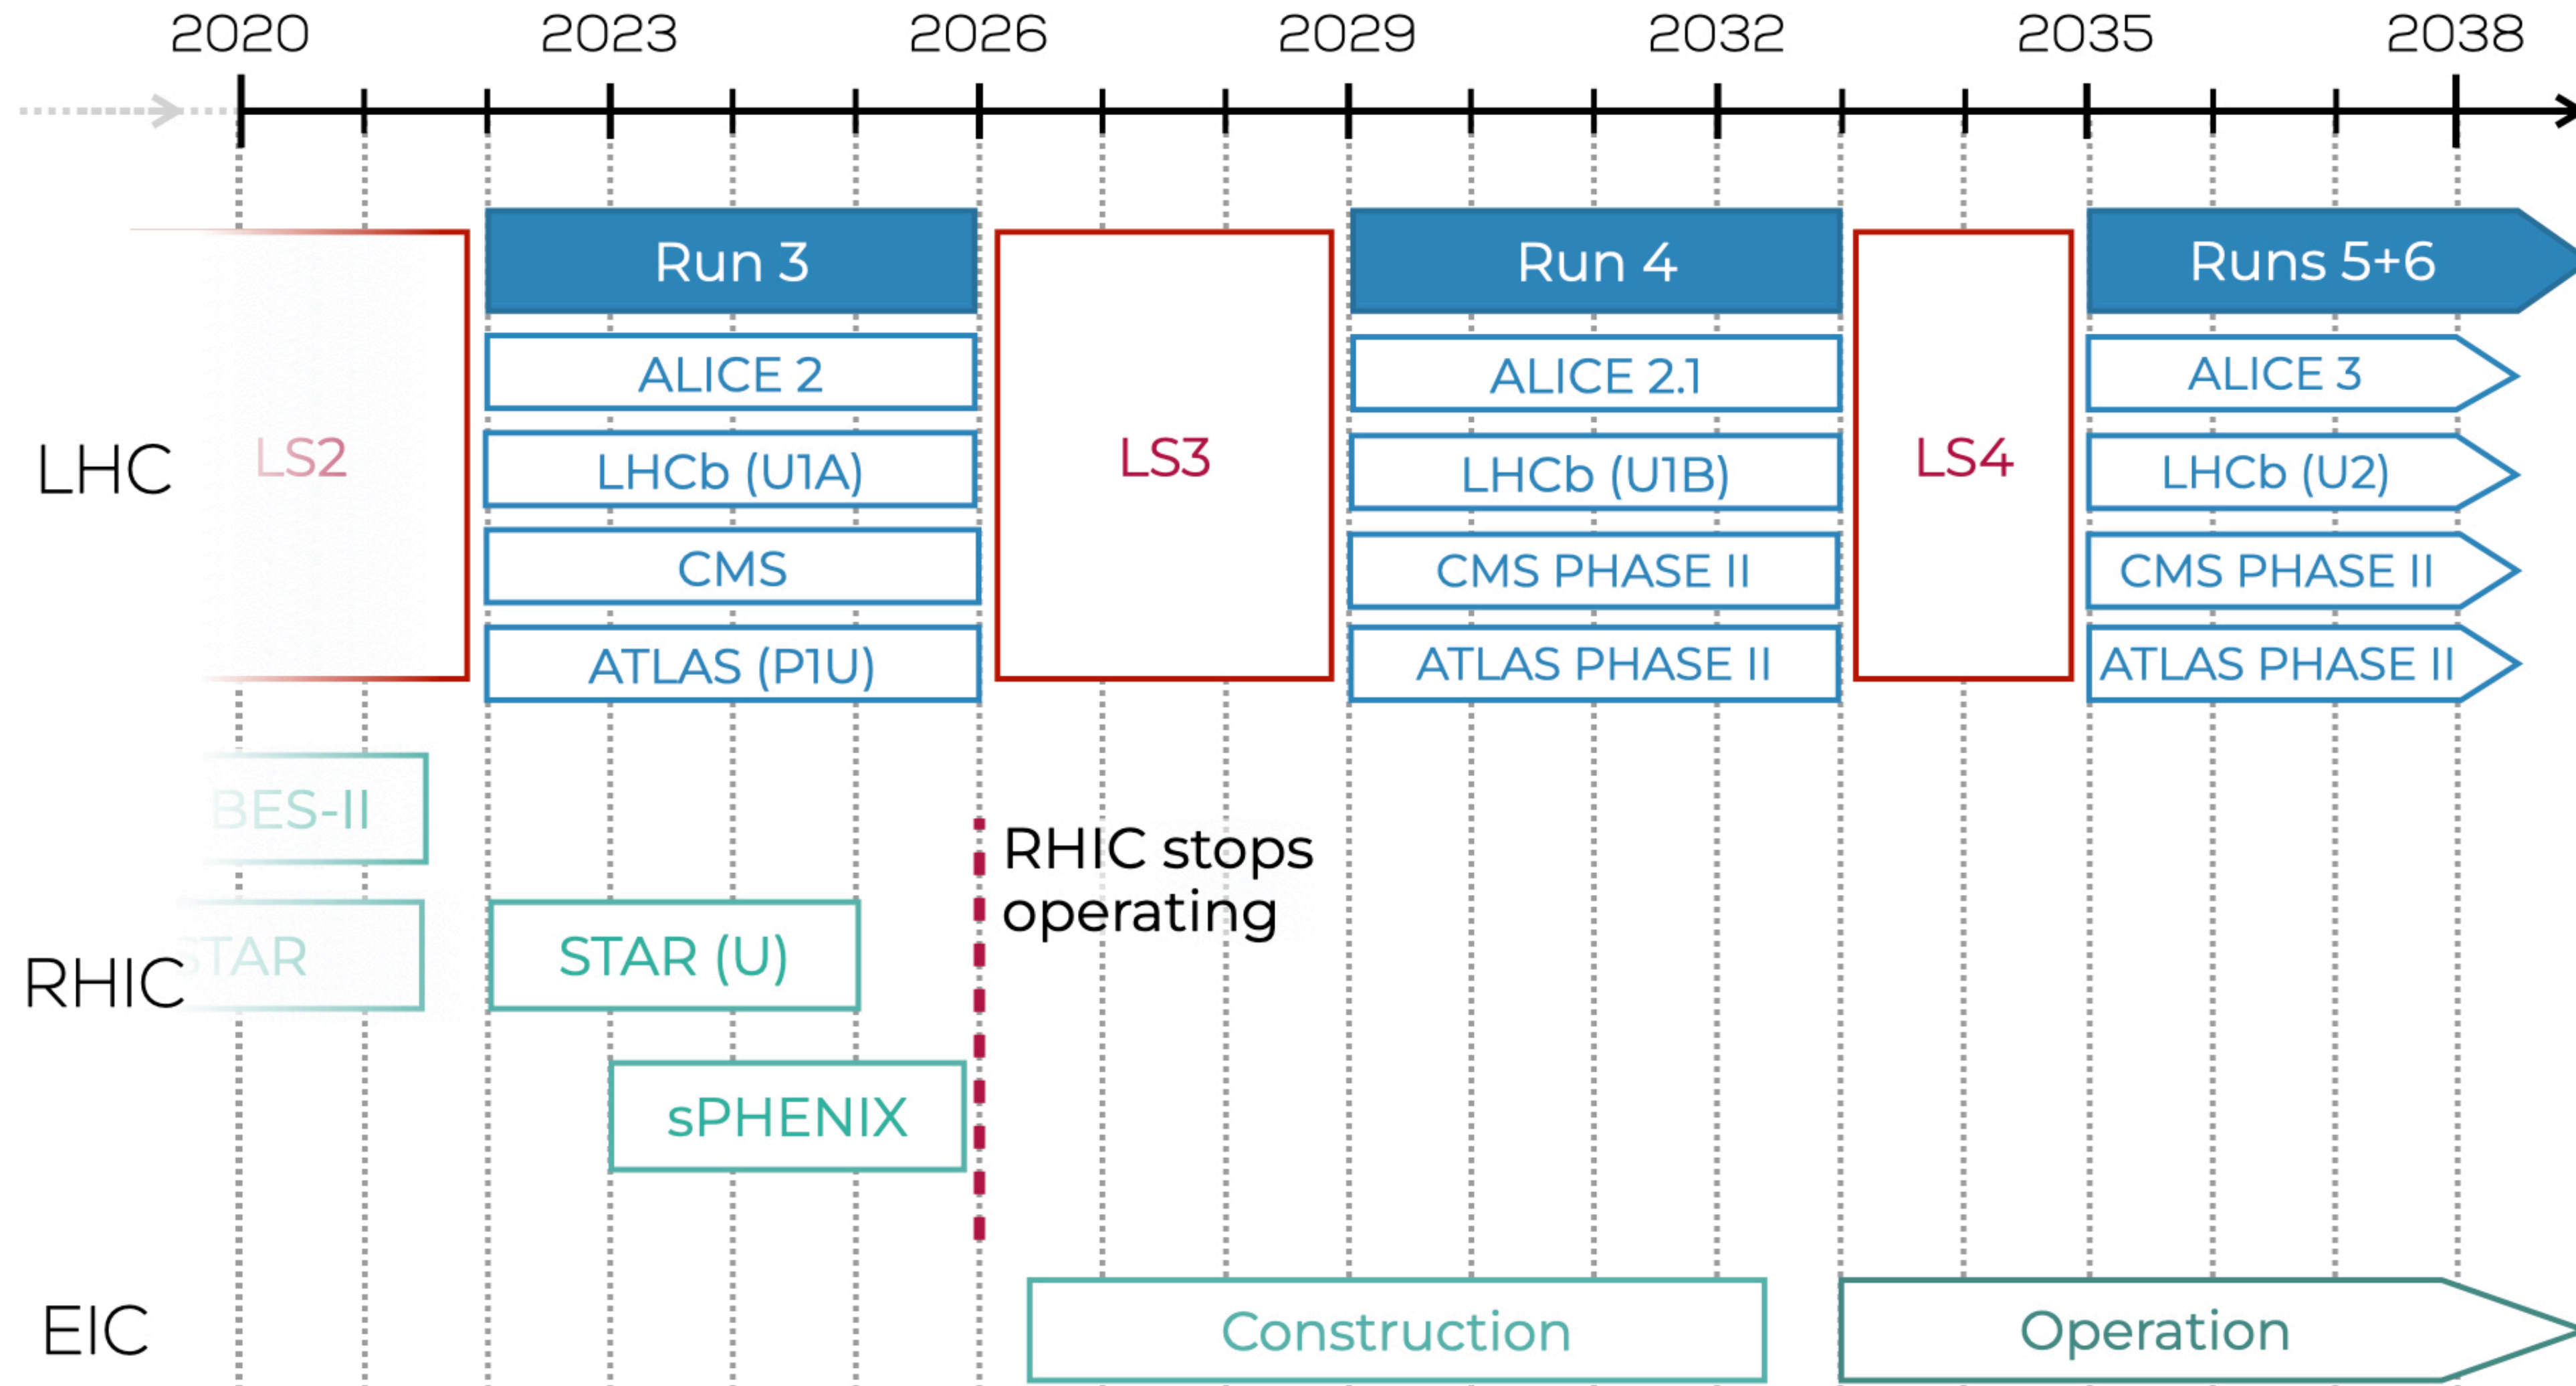 2020 2023 2026 2029 2032 2035 2038
Run 3 Run 4 Runs 5+6
ALICE 2 ALICE 2.1 ALICE 3
LHC LS2 LHCb (U1A) LS3 LHCb (U1B) LS4 LHCb (U2)
CMS CMS PHASE II CMS PHASE II
ATLAS (P1U) ATLAS PHASE II ATLAS PHASE II
BES-II
RHIC stops
operating
RHIC STAR STAR (U)
sPHENIX
EIC Construction Operation